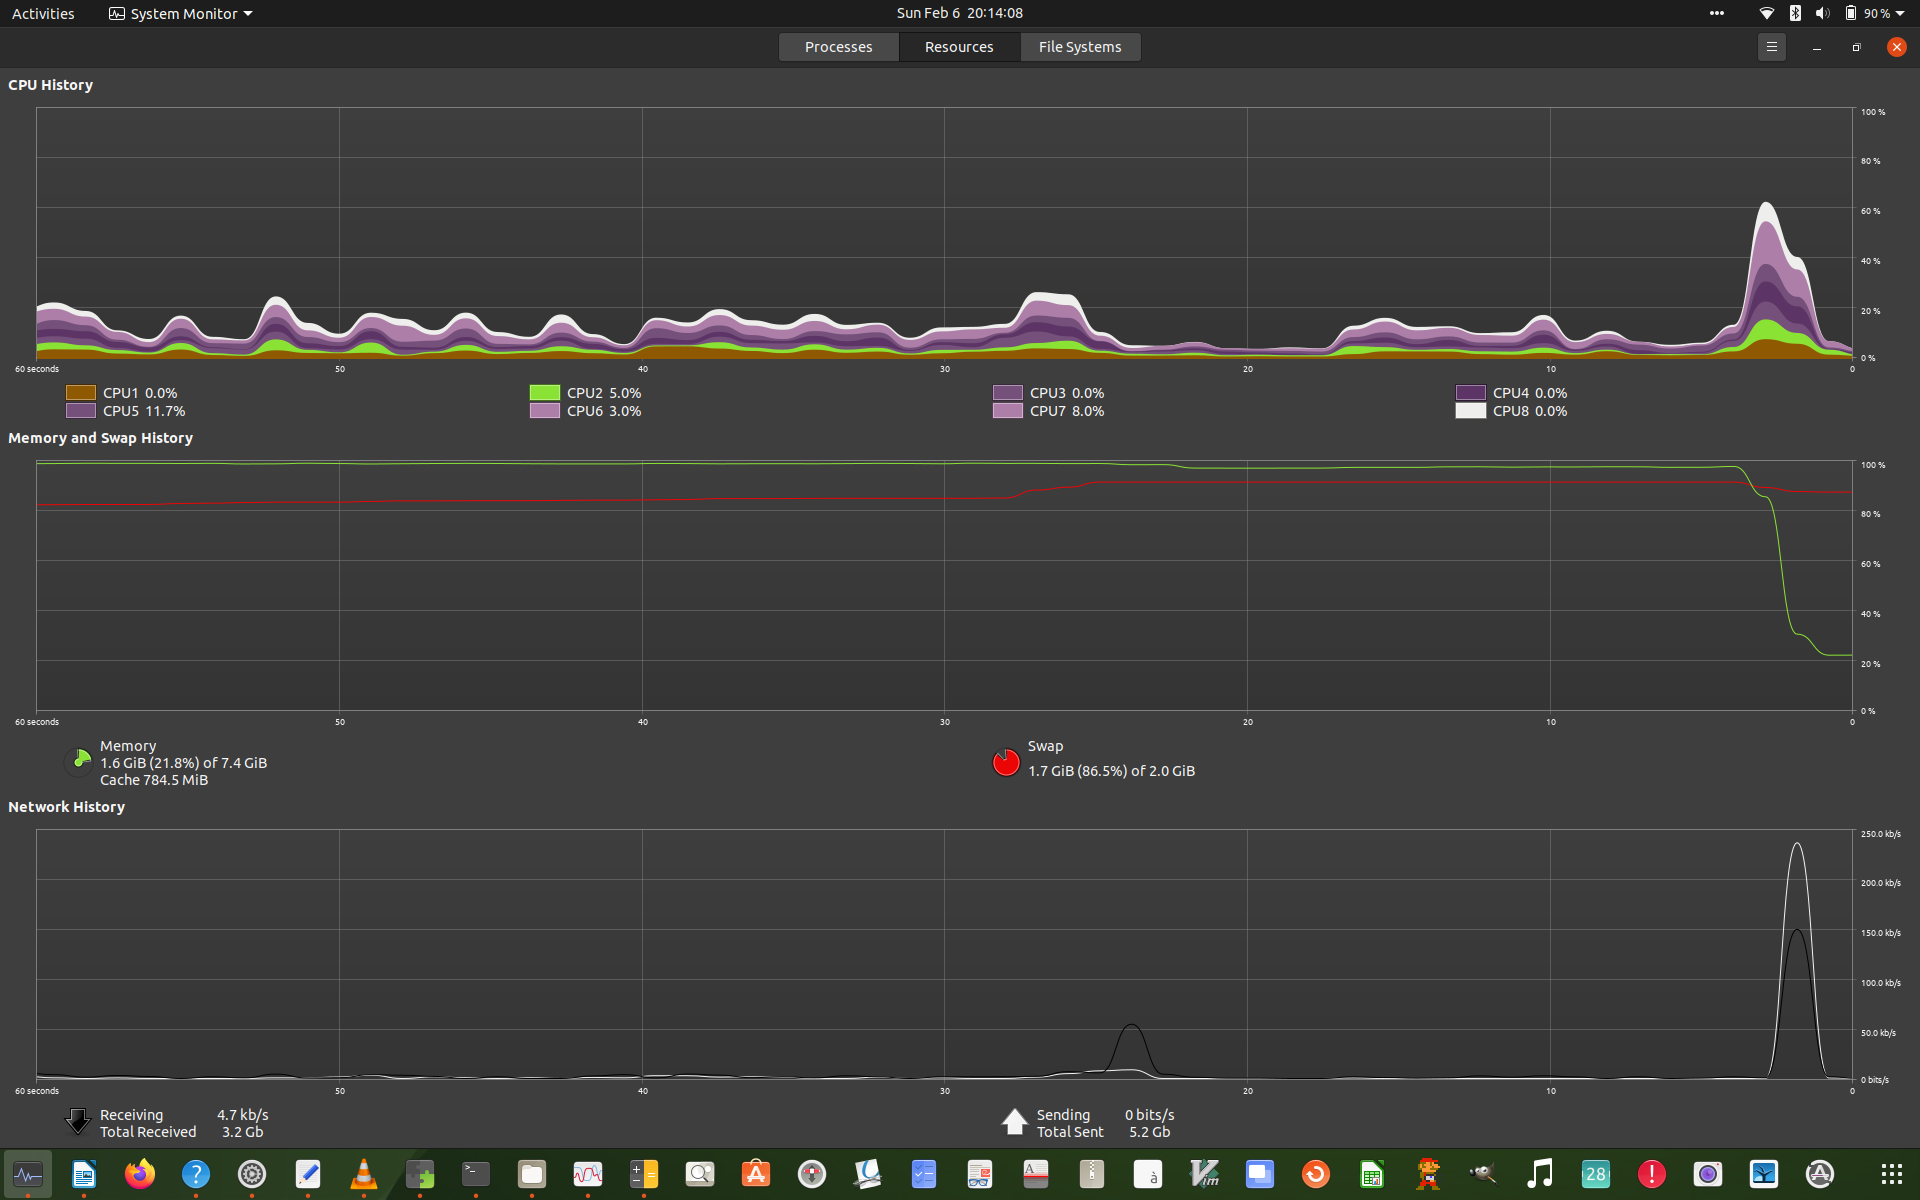 Activities System Monitor Sun Feb 6 20:14:08 90 %
Processes Resources File Systems
CPU History
100 %
80 %
60 %
40 %
20 %
0 %
60 seconds 50 40 30 20 10 0
CPU1 0.0% CPU2 5.0% CPU3 0.0% CPU4 0.0%
CPU5 11.7% CPU6 3.0% CPU7 8.0% CPU8 0.0%
Memory and Swap History
100 %
80 %
60 %
40 %
20 %
0 %
60 seconds 50 40 30 20 10 0
Memory Swap
1.6 GiB (21.8%) of 7.4 GiB 1.7 GiB (86.5%) of 2.0 GiB
Cache 784.5 MiB
Network History
250.0 kb/s
200.0 kb/s
150.0 kb/s
100.0 kb/s
50.0 kb/s
0 bits/s
60 seconds 50 40 30 20 10 0
Receiving 4.7 kb/s Sending 0 bits/s
Total Received 3.2 Gb Total Sent 5.2 Gb
? >_ A à Vim 28 !